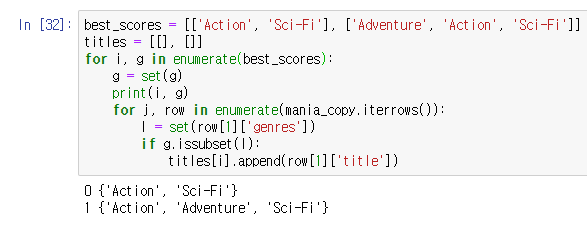 In [32]: best_scores = [['Action', 'Sci-Fi'], ['Adventure', 'Action', 'Sci-Fi']]
titles = [[], []]
for i, g in enumerate(best_scores):
    g = set(g)
    print(i, g)
    for j, row in enumerate(mania_copy.iterrows()):
        l = set(row[1]['genres'])
        if g.issubset(l):
            titles[i].append(row[1]['title'])
0 {'Action', 'Sci-Fi'}
1 {'Action', 'Adventure', 'Sci-Fi'}